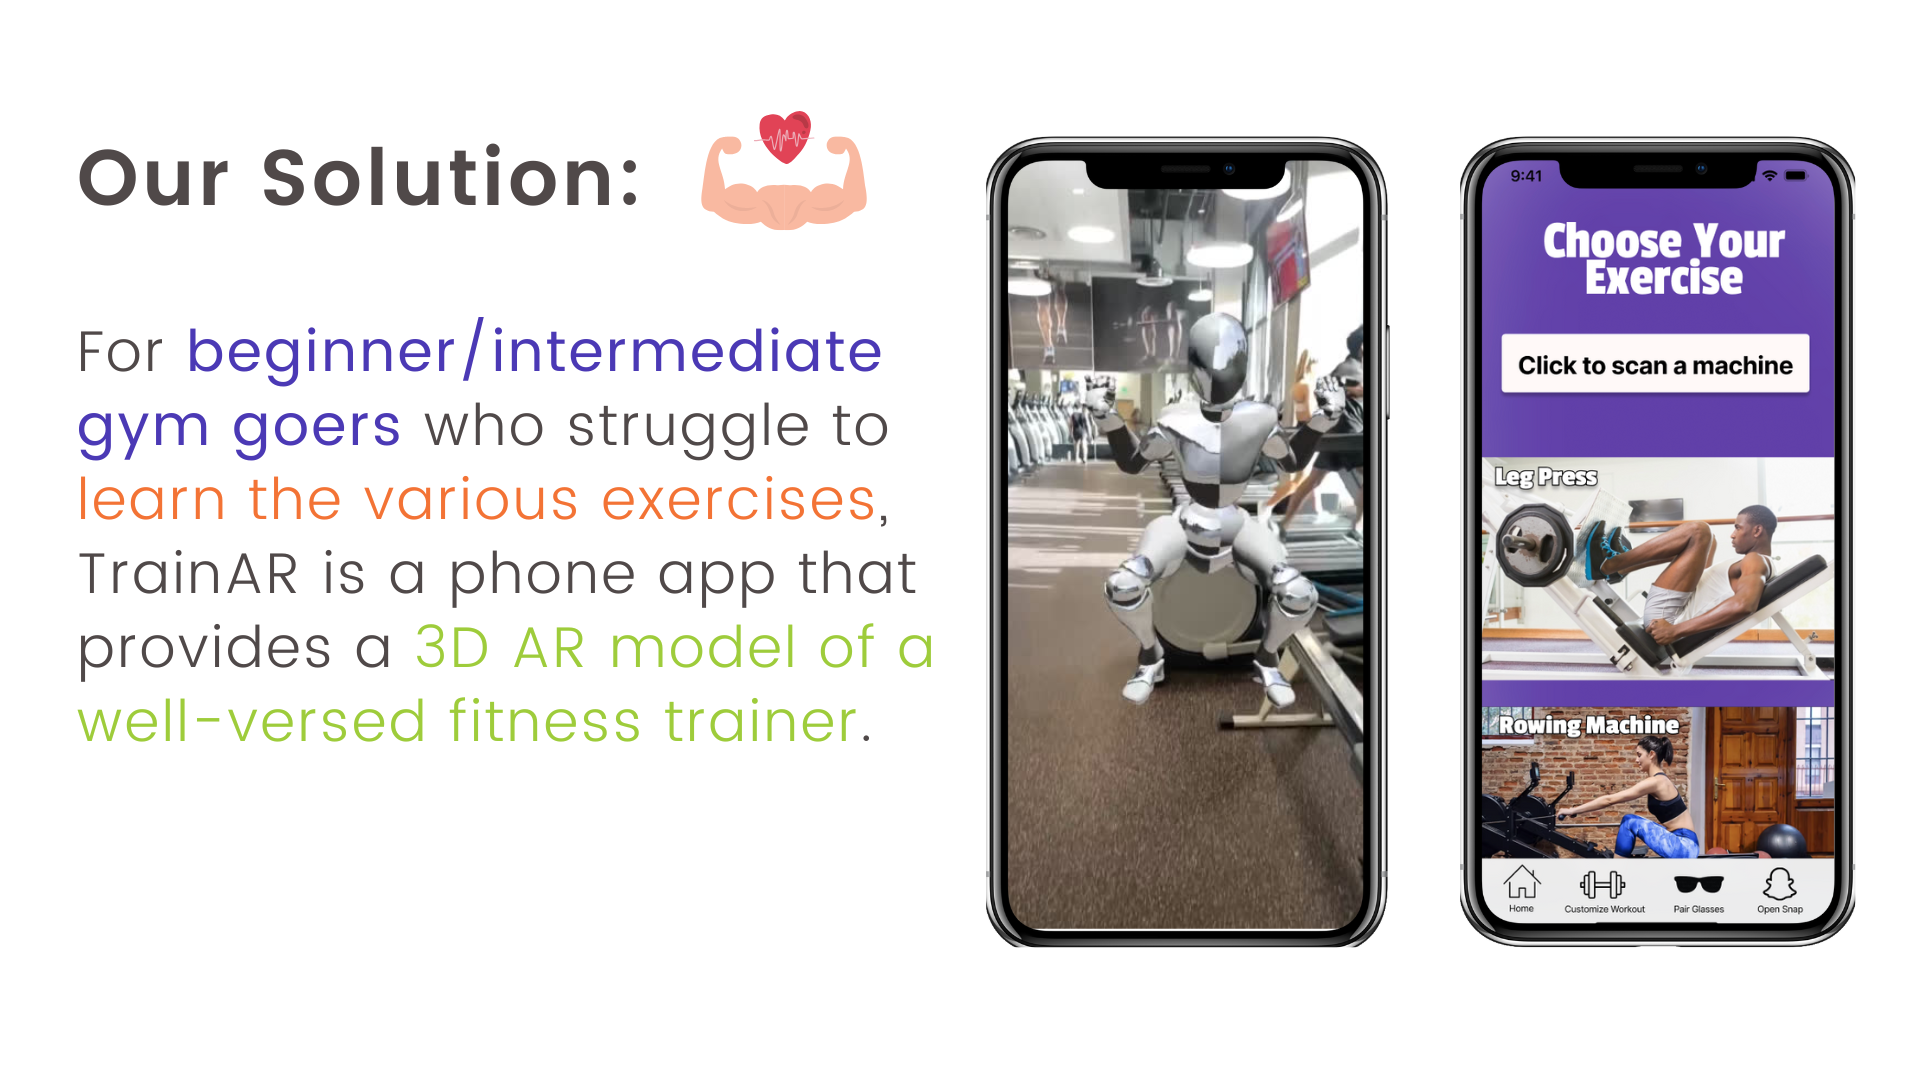 Our Solution:
For beginner/intermediate
gym goers who struggle to
learn the various exercises,
TrainAR is a phone app that
provides a 3D AR model of a
well-versed fitness trainer.
9:41
Choose Your
Exercise
Click to scan a machine
Leg Press
Rowing Machine
Home
Customize Workout
Pair Glasses
Open Snap